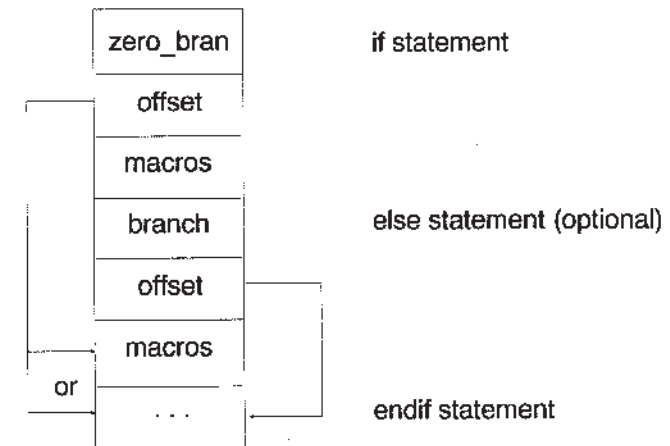 zero_bran if statement
offset
macros
branch else statement (optional)
offset
macros
or
... endif statement